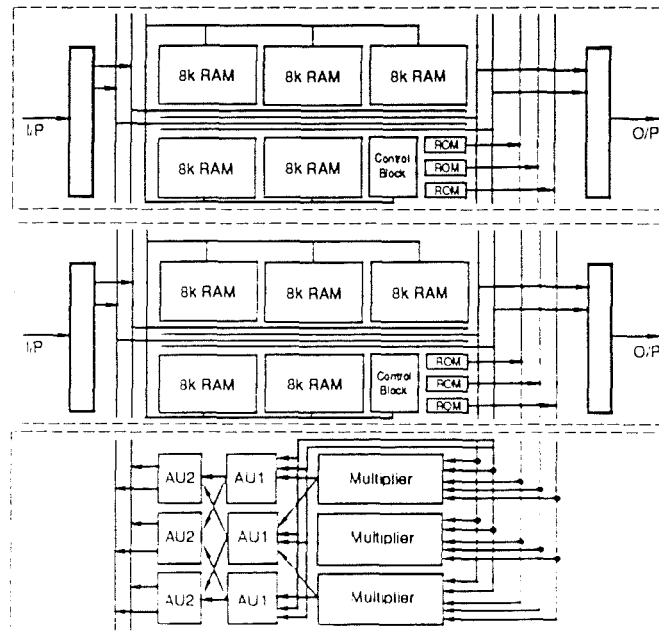 8k RAM 8k RAM 8k RAM
I/P O/P
8k RAM 8k RAM Control Block ROM
ROM
ROM
8k RAM 8k RAM 8k RAM
I/P O/P
8k RAM 8k RAM Control Block ROM
ROM
ROM
AU2 AU1 Multiplier
AU2 AU1 Multiplier
AU2 AU1 Multiplier